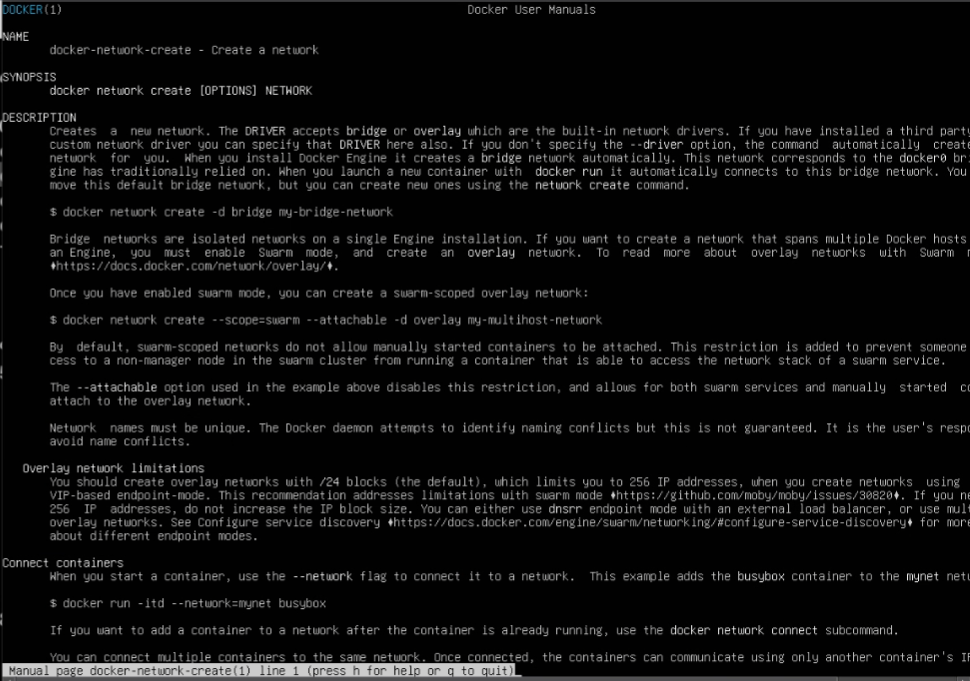 DOCKER(1) Docker User Manuals
NAME
docker-network-create - Create a network
SYNOPSIS
docker network create [OPTIONS] NETWORK
DESCRIPTION
Creates a new network. The DRIVER accepts bridge or overlay which are the built-in network drivers. If you have installed a third party
custom network driver you can specify that DRIVER here also. If you don't specify the --driver option, the command automatically create
network for you. When you install Docker Engine it creates a bridge network automatically. This network corresponds to the docker0 bri
gine has traditionally relied on. When you launch a new container with docker run it automatically connects to this bridge network. You
move this default bridge network, but you can create new ones using the network create command.
$ docker network create -d bridge my-bridge-network
Bridge networks are isolated networks on a single Engine installation. If you want to create a network that spans multiple Docker hosts
an Engine, you must enable Swarm mode, and create an overlay network. To read more about overlay networks with Swarm
♦https://docs.docker.com/network/overlay/♦.
Once you have enabled swarm mode, you can create a swarm-scoped overlay network:
$ docker network create --scope=swarm --attachable -d overlay my-multihost-network
By default, swarm-scoped networks do not allow manually started containers to be attached. This restriction is added to prevent someone
cess to a non-manager node in the swarm cluster from running a container that is able to access the network stack of a swarm service.
The --attachable option used in the example above disables this restriction, and allows for both swarm services and manually started co
attach to the overlay network.
Network names must be unique. The Docker daemon attempts to identify naming conflicts but this is not guaranteed. It is the user's respo
avoid name conflicts.
Overlay network limitations
You should create overlay networks with /24 blocks (the default), which limits you to 256 IP addresses, when you create networks using
VIP-based endpoint-mode. This recommendation addresses limitations with swarm mode ♦https://github.com/moby/moby/issues/30820♦. If you ne
256 IP addresses, do not increase the IP block size. You can either use dnsrr endpoint mode with an external load balancer, or use mult
overlay networks. See Configure service discovery ♦https://docs.docker.com/engine/swarm/networking/#configure-service-discovery♦ for more
about different endpoint modes.
Connect containers
When you start a container, use the --network flag to connect it to a network. This example adds the busybox container to the mynet netw
$ docker run -itd --network=mynet busybox
If you want to add a container to a network after the container is already running, use the docker network connect subcommand.
You can connect multiple containers to the same network. Once connected, the containers can communicate using only another container's IP
Manual page docker-network-create(1) line 1 (press h for help or q to quit)